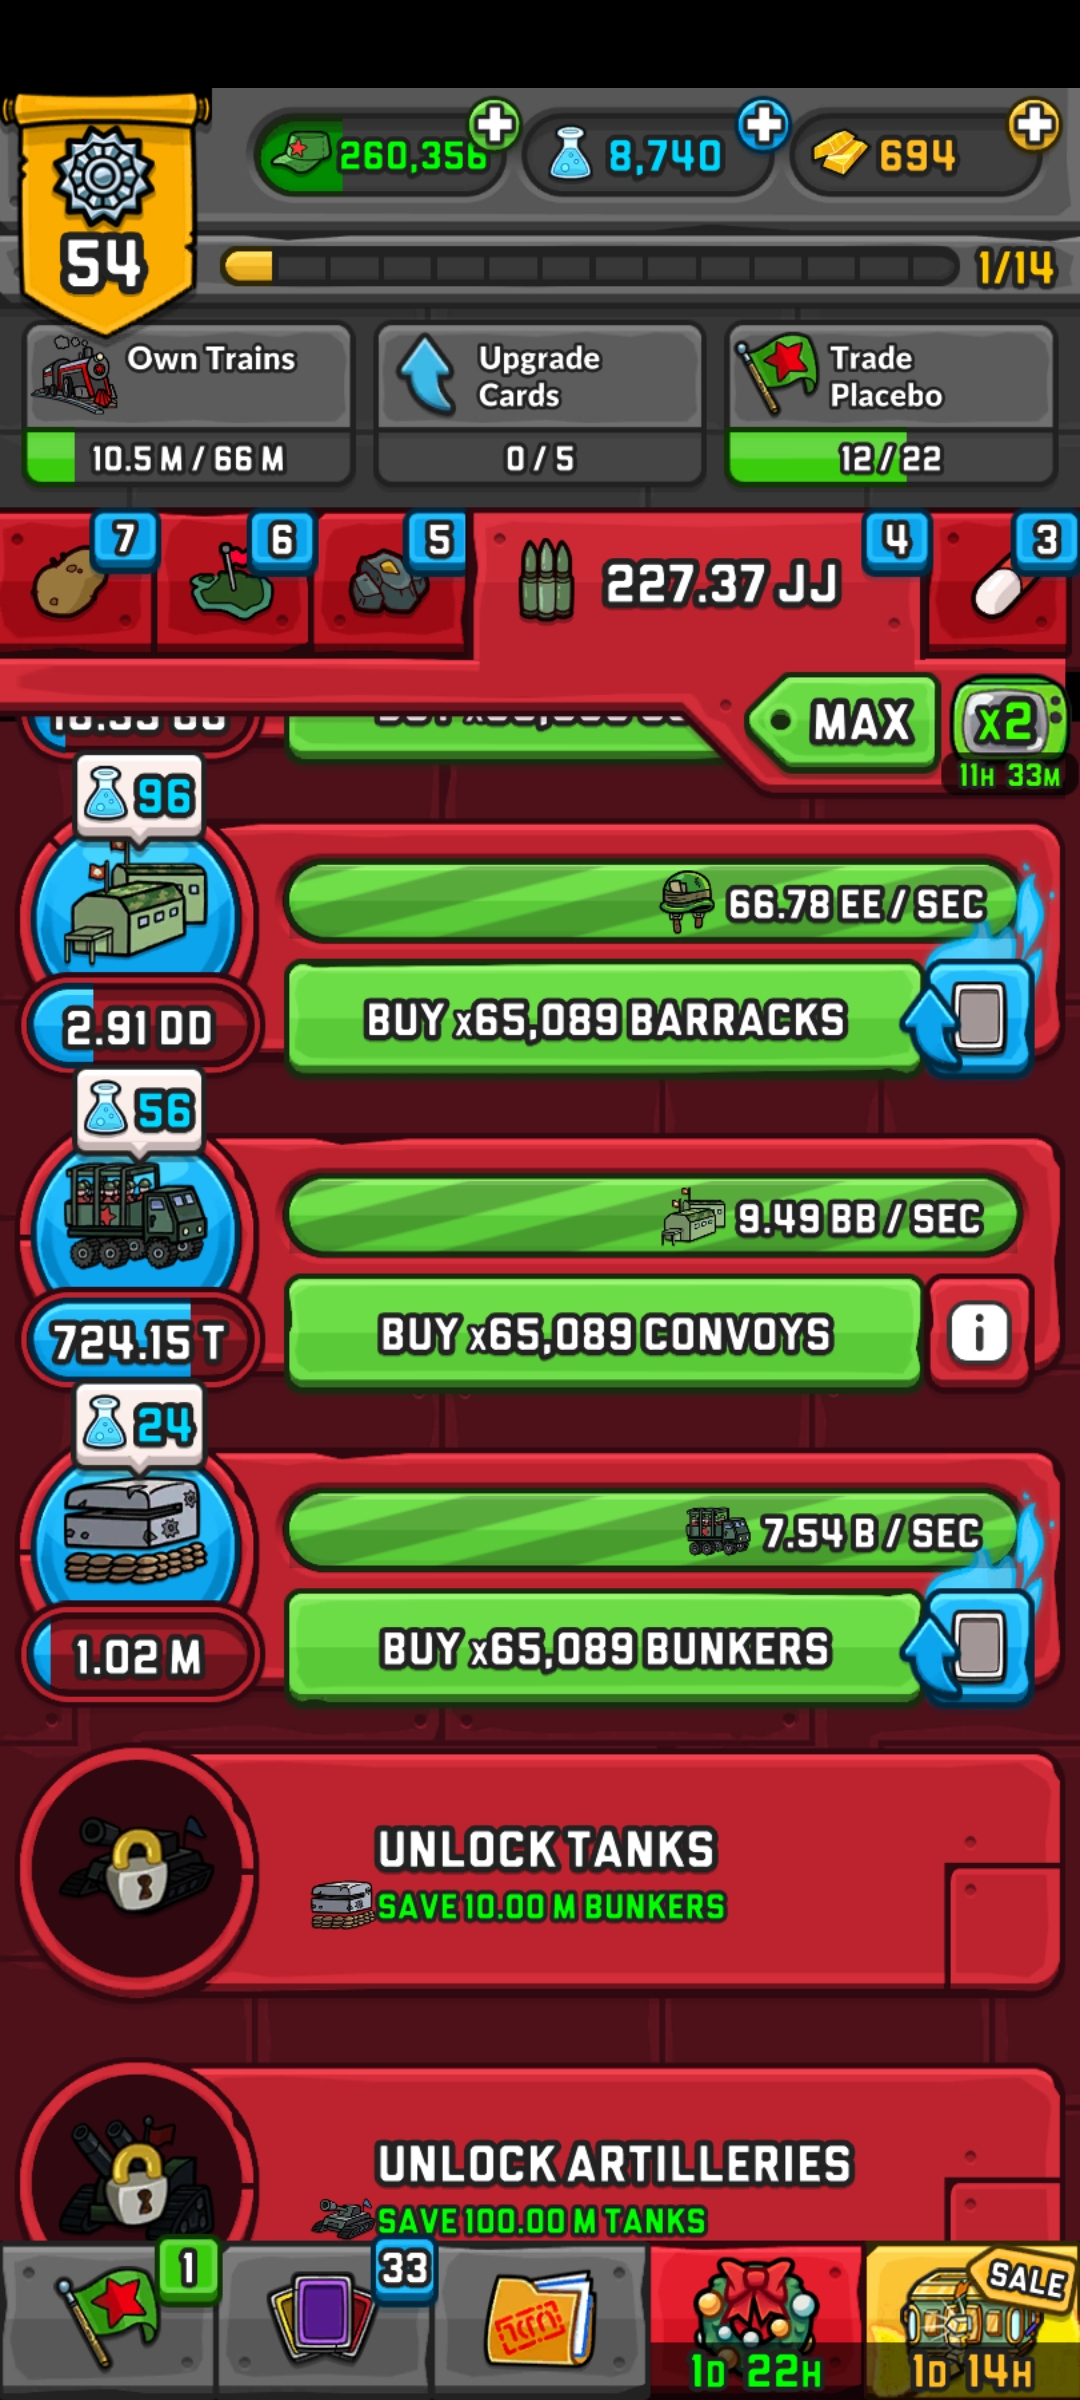 54
260,356
8,740
694
1/14
Own Trains
10.5 M / 66 M
Upgrade
Cards
0 / 5
Trade
Placebo
12 / 22
7
6
5
227.37 JJ
4
3
MAX
x2
11H 33M
96
66.78 EE / SEC
2.91 DD
BUY x65,089 BARRACKS
56
9.49 BB / SEC
724.15 T
BUY x65,089 CONVOYS
i
24
7.54 B / SEC
1.02 M
BUY x65,089 BUNKERS
UNLOCK TANKS
SAVE 10.00 M BUNKERS
UNLOCK ARTILLERIES
SAVE 100.00 M TANKS
1
33
SALE
1D 22H
1D 14H